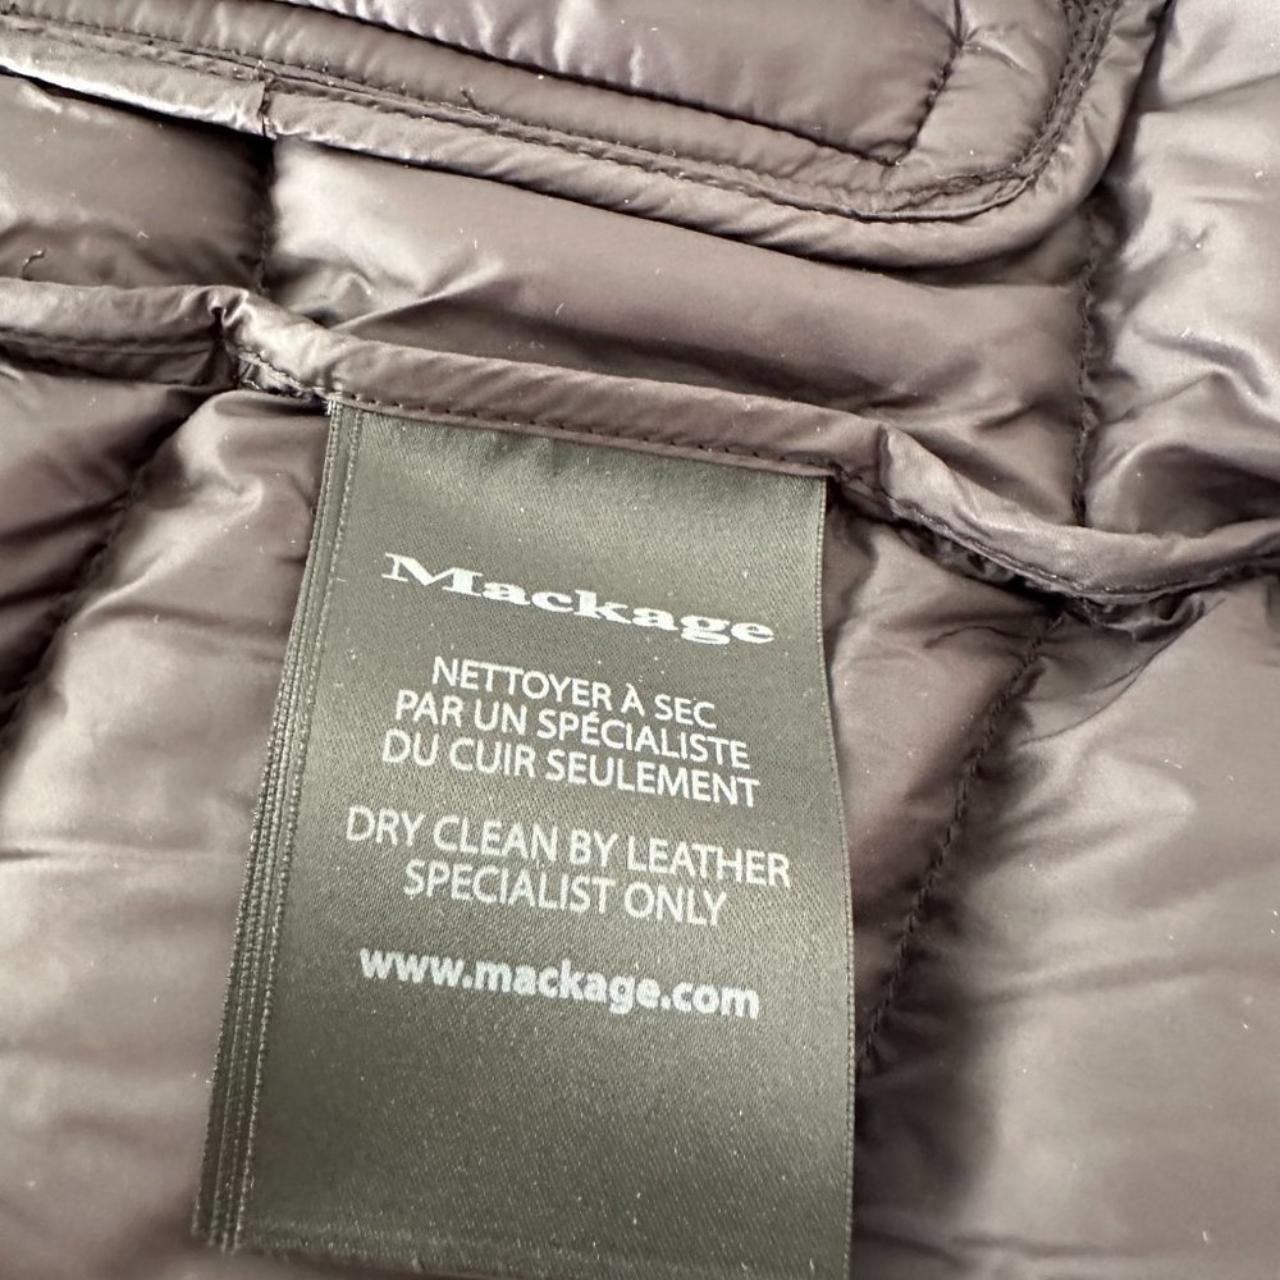 Mackage
NETTOYER À SEC
PAR UN SPÉCIALISTE
DU CUIR SEULEMENT
DRY CLEAN BY LEATHER
SPECIALIST ONLY
www.mackage.com